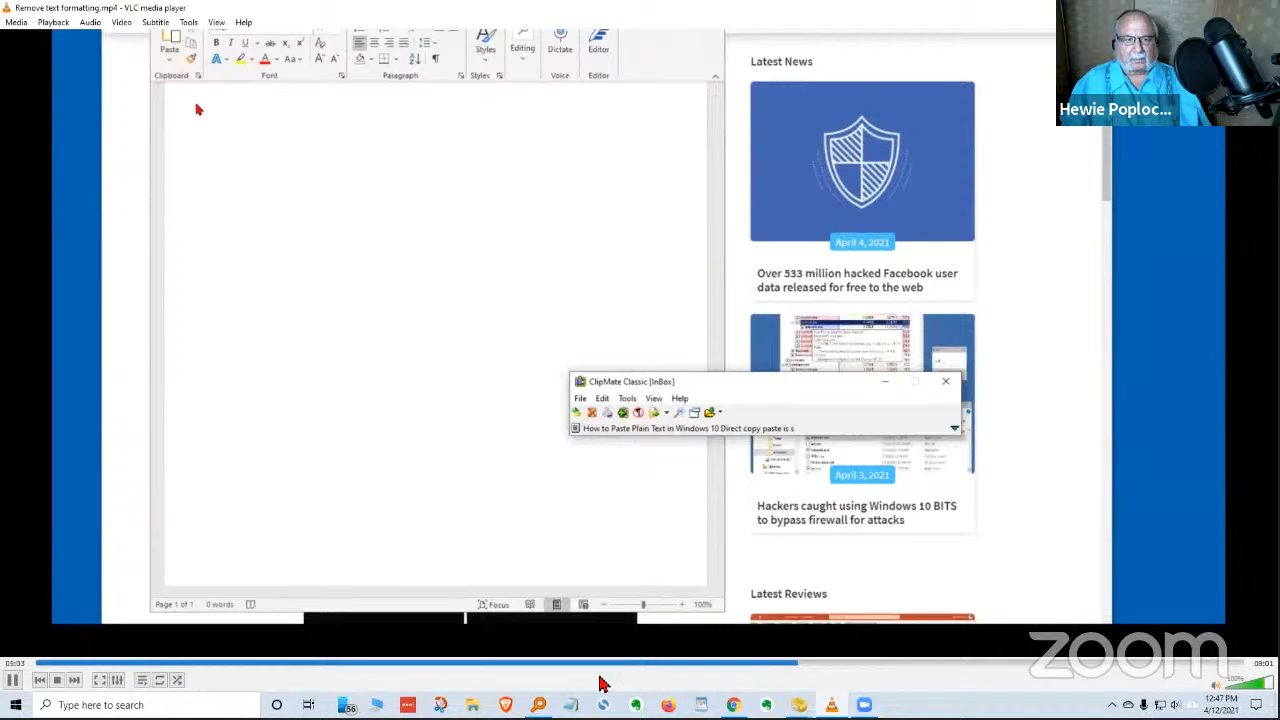 Remove text formatting.mp4 - VLC media player
Media Playback Audio Video Subtitle Tools View Help
Paste
Styles
Editing
Dictate
Editor
Clipboard
Font
Paragraph
Styles
Voice
Editor
Latest News
April 4, 2021
Over 533 million hacked Facebook user
data released for free to the web
ClipMate Classic [InBox]
File Edit Tools View Help
How to Paste Plain Text in Windows 10 Direct copy paste is s
April 3, 2021
Hackers caught using Windows 10 BITS
to bypass firewall for attacks
Latest Reviews
Page 1 of 1 0 words
Focus
100%
Hewie Poploc...
zoom
05:03
08:01
100%
Type here to search
56
12:47 PM
4/12/2021